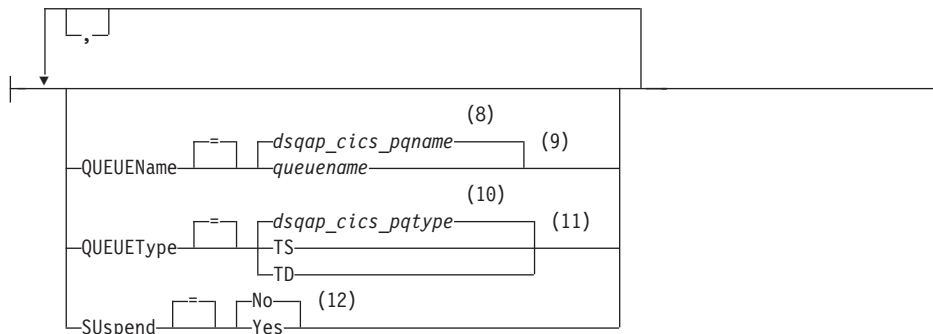 ,
(8)
= dsqap_cics_pqname (9)
QUEUEName queuename
(10)
= dsqap_cics_pqtype (11)
QUEUEType TS
TD
= No (12)
SUspend Yes